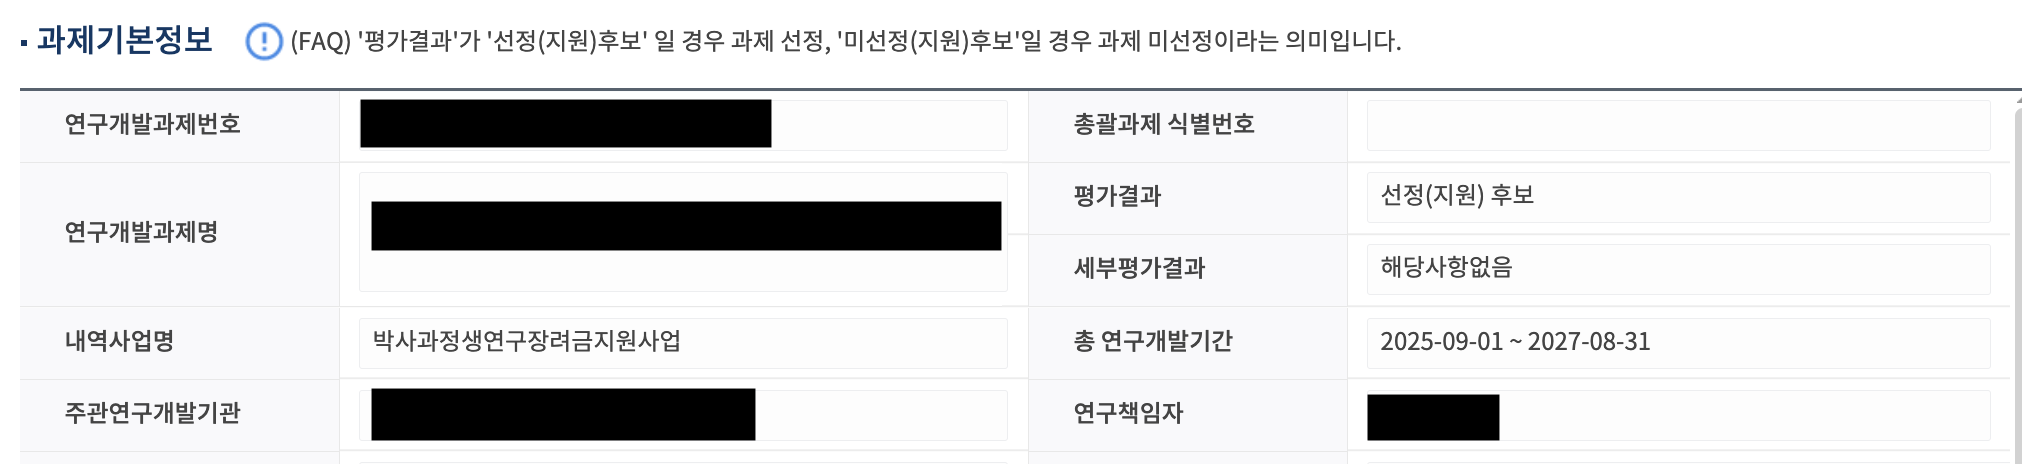 과제기본정보 (FAQ) '평가결과'가 '선정(지원)후보' 일 경우 과제 선정, '미선정(지원)후보'일 경우 과제 미선정이라는 의미입니다.
연구개발과제번호 총괄과제 식별번호
연구개발과제명 평가결과 선정(지원) 후보
세부평가결과 해당사항없음
내역사업명 박사과정생연구장려금지원사업 총 연구개발기간 2025-09-01 ~ 2027-08-31
주관연구개발기관 연구책임자